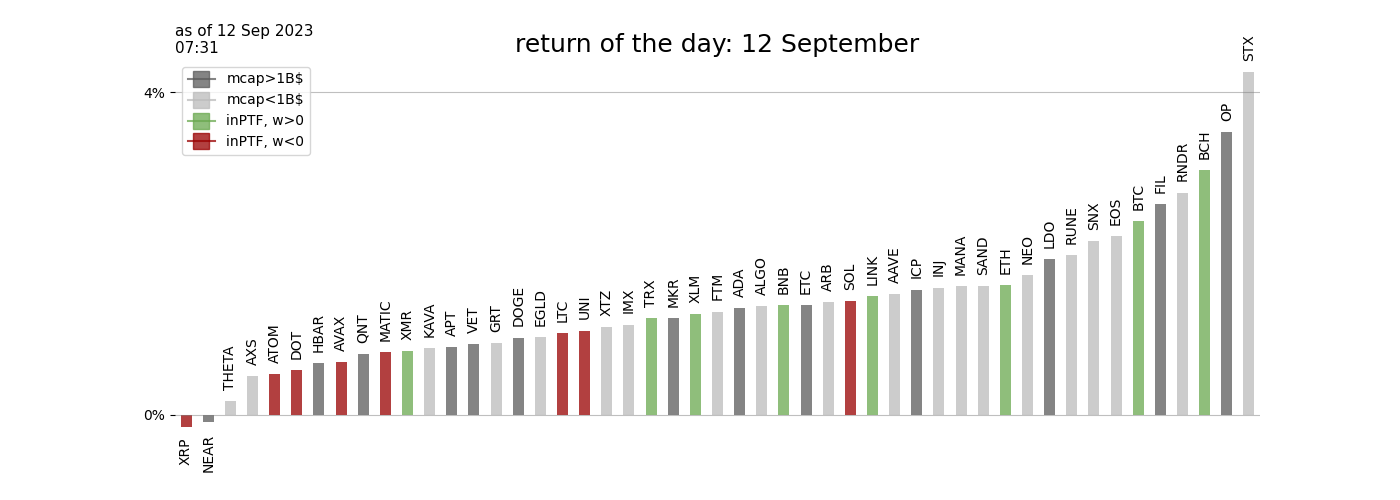 as of 12 Sep 2023
07:31
return of the day: 12 September
mcap>1B$
mcap<1B$
inPTF, w>0
inPTF, w<0
4%
0%
XRP
NEAR
THETA
AXS
ATOM
DOT
HBAR
AVAX
QNT
MATIC
XMR
KAVA
APT
VET
GRT
DOGE
EGLD
LTC
UNI
XTZ
IMX
TRX
MKR
XLM
FTM
ADA
ALGO
BNB
ETC
ARB
SOL
LINK
AAVE
ICP
INJ
MANA
SAND
ETH
NEO
LDO
RUNE
SNX
EOS
BTC
FIL
RNDR
BCH
OP
STX